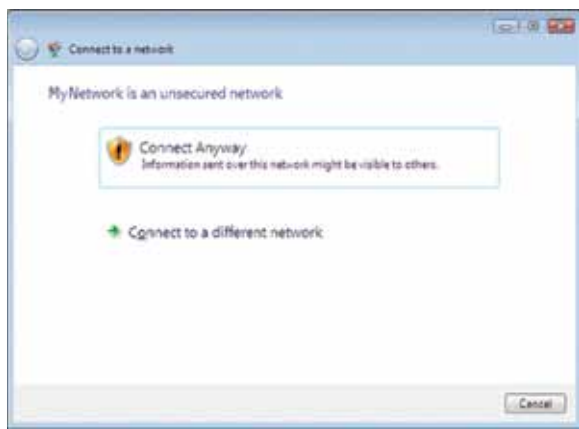 Connect to a network
MyNetwork is an unsecured network
Connect Anyway
Information sent over this network might be visible to others.
Connect to a different network
Cancel